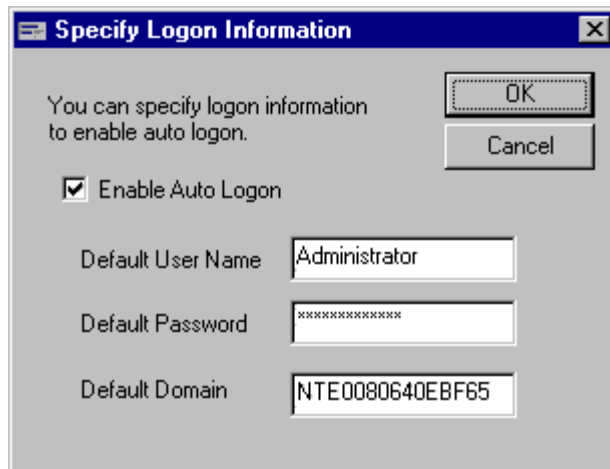 Specify Logon Information
You can specify logon information
to enable auto logon.
OK
Cancel
Enable Auto Logon
Default User Name
Administrator
Default Password
*************
Default Domain
NTE0080640EBF65